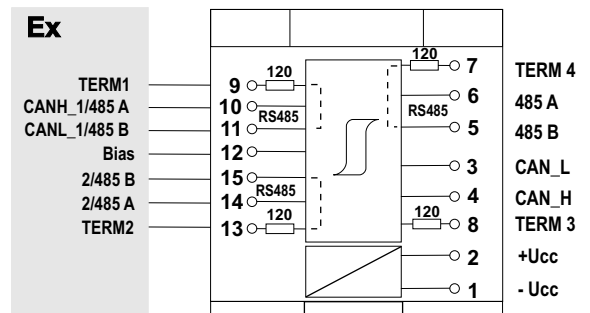 Ex
120
7 TERM 4
TERM1 9 120
6 485 A
CANH_1/485 A 10 RS485
RS485
CANL_1/485 B 11
5 485 B
Bias 12
3 CAN_L
2/485 B 15
RS485
4 CAN_H
2/485 A 14
120
120
8 TERM 3
TERM2 13
2 +Ucc
1 - Ucc